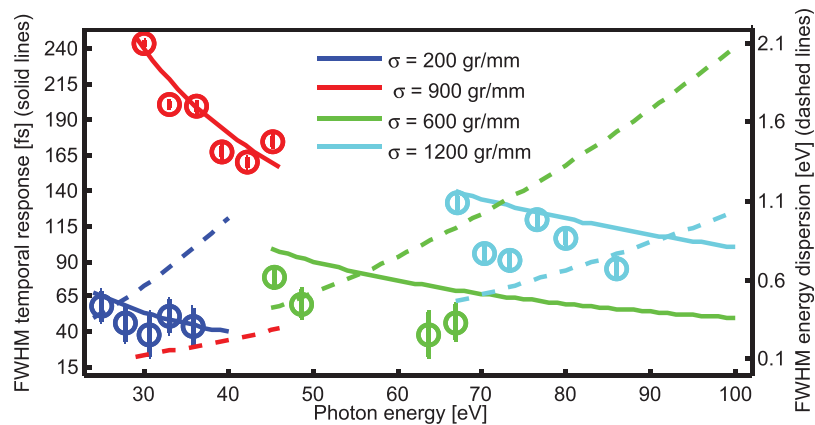 FWHM temporal response [fs] (solid lines)
240
215
190
165
140
115
90
65
40
15
σ = 200 gr/mm
σ = 900 gr/mm
σ = 600 gr/mm
σ = 1200 gr/mm
2.1
1.6
1.1
0.6
0.1
FWHM energy dispersion [eV] (dashed lines)
30 40 50 60 70 80 90 100
Photon energy [eV]